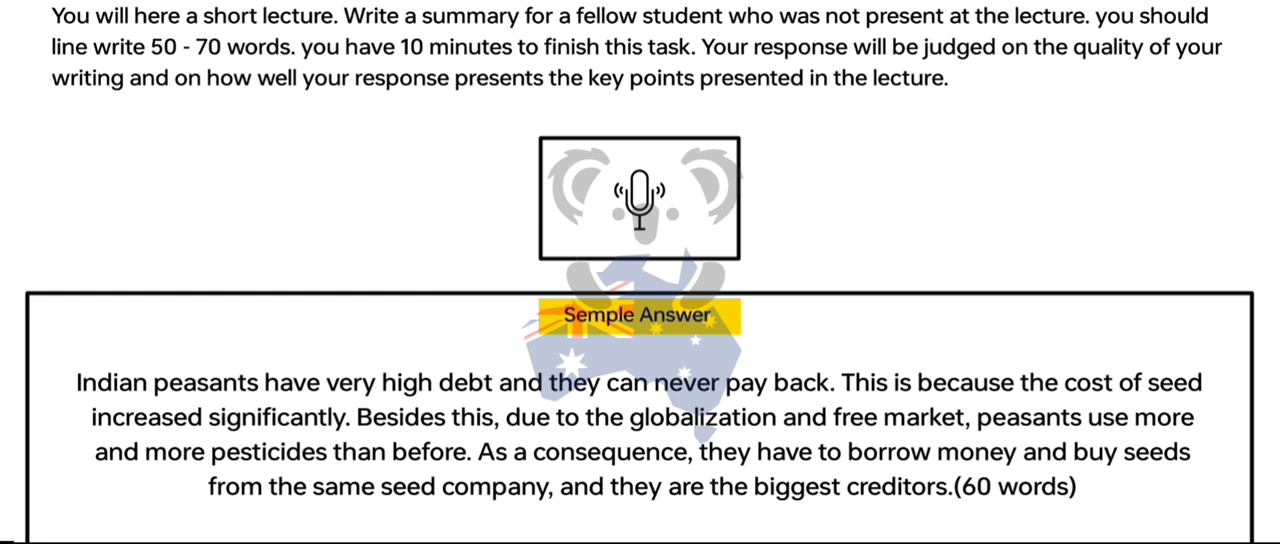 You will here a short lecture. Write a summary for a fellow student who was not present at the lecture. you should
line write 50 - 70 words. you have 10 minutes to finish this task. Your response will be judged on the quality of your
writing and on how well your response presents the key points presented in the lecture.
Semple Answer
Indian peasants have very high debt and they can never pay back. This is because the cost of seed
increased significantly. Besides this, due to the globalization and free market, peasants use more
and more pesticides than before. As a consequence, they have to borrow money and buy seeds
from the same seed company, and they are the biggest creditors.(60 words)